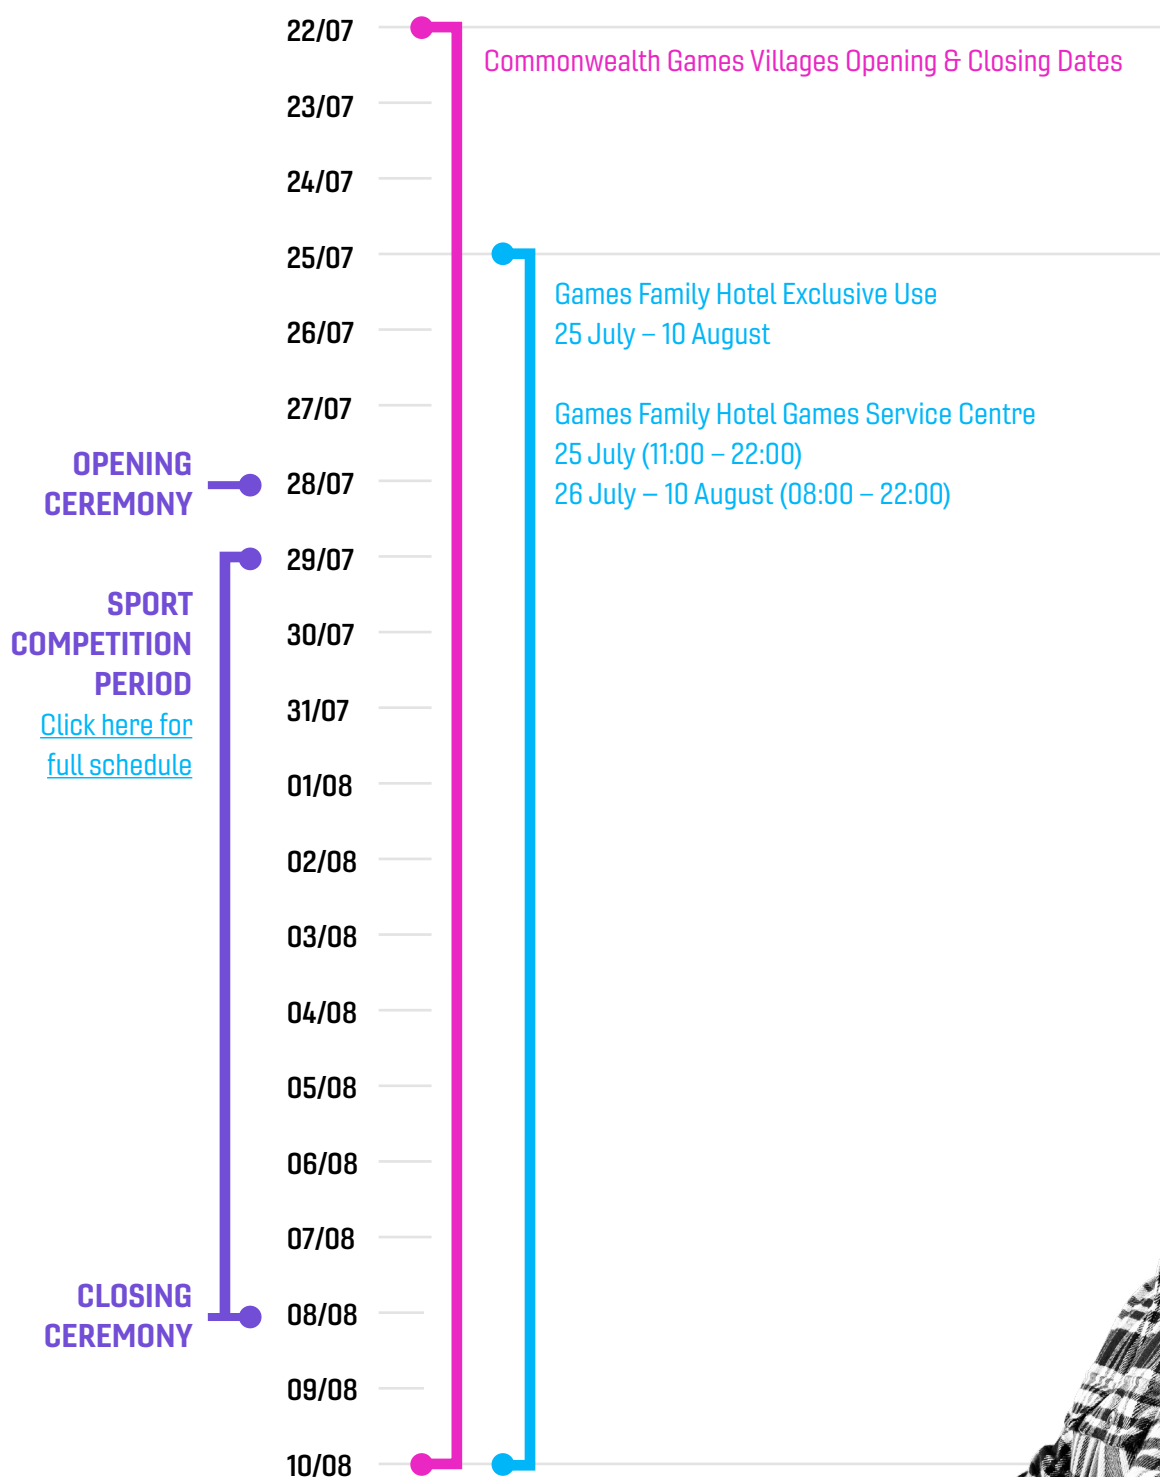 22/07
Commonwealth Games Villages Opening & Closing Dates
23/07
24/07
25/07
Games Family Hotel Exclusive Use
25 July – 10 August
26/07
27/07
Games Family Hotel Games Service Centre
25 July (11:00 – 22:00)
26 July – 10 August (08:00 – 22:00)
OPENING
CEREMONY
28/07
29/07
SPORT
COMPETITION
PERIOD
Click here for
full schedule
30/07
31/07
01/08
02/08
03/08
04/08
05/08
06/08
07/08
CLOSING
CEREMONY
08/08
09/08
10/08